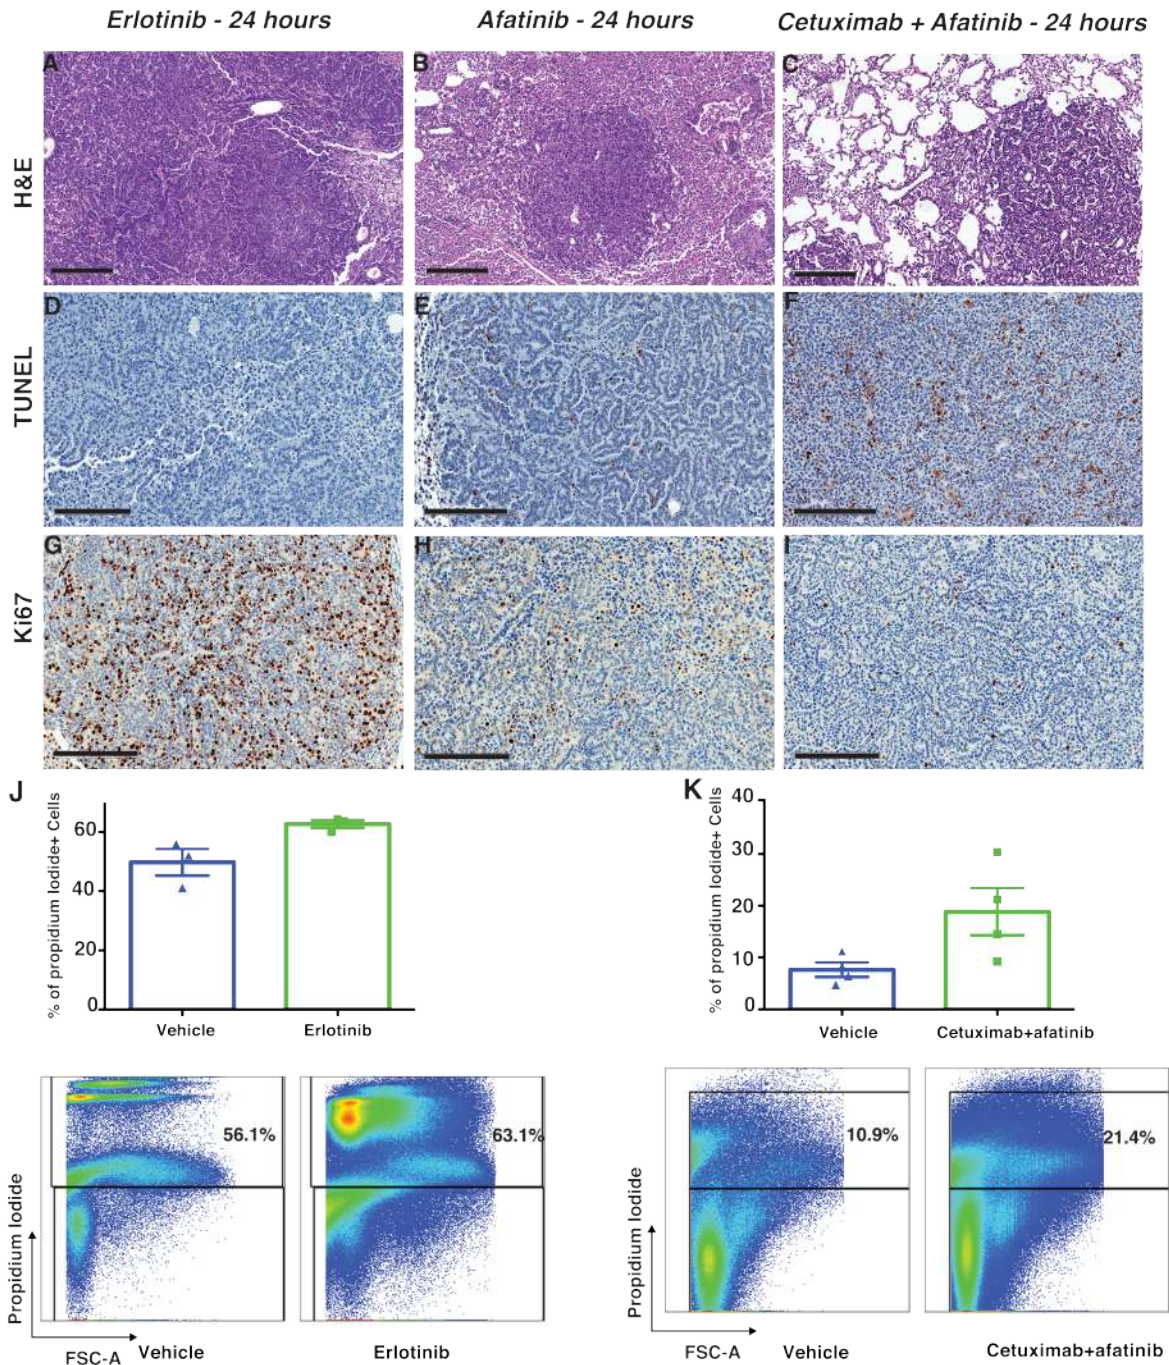 Erlotinib - 24 hours
Afatinib - 24 hours
Cetuximab + Afatinib - 24 hours
H&E
A
B
C
TUNEL
D
E
F
Ki67
G
H
I
J
% of propidium Iodide+ Cells
60
40
20
0
Vehicle
Erlotinib
K
% of propidium Iodide+ Cells
40
30
20
10
0
Vehicle
Cetuximab+afatinib
Propidium Iodide
56.1%
63.1%
FSC-A
Vehicle
Erlotinib
Propidium Iodide
10.9%
21.4%
FSC-A
Vehicle
Cetuximab+afatinib